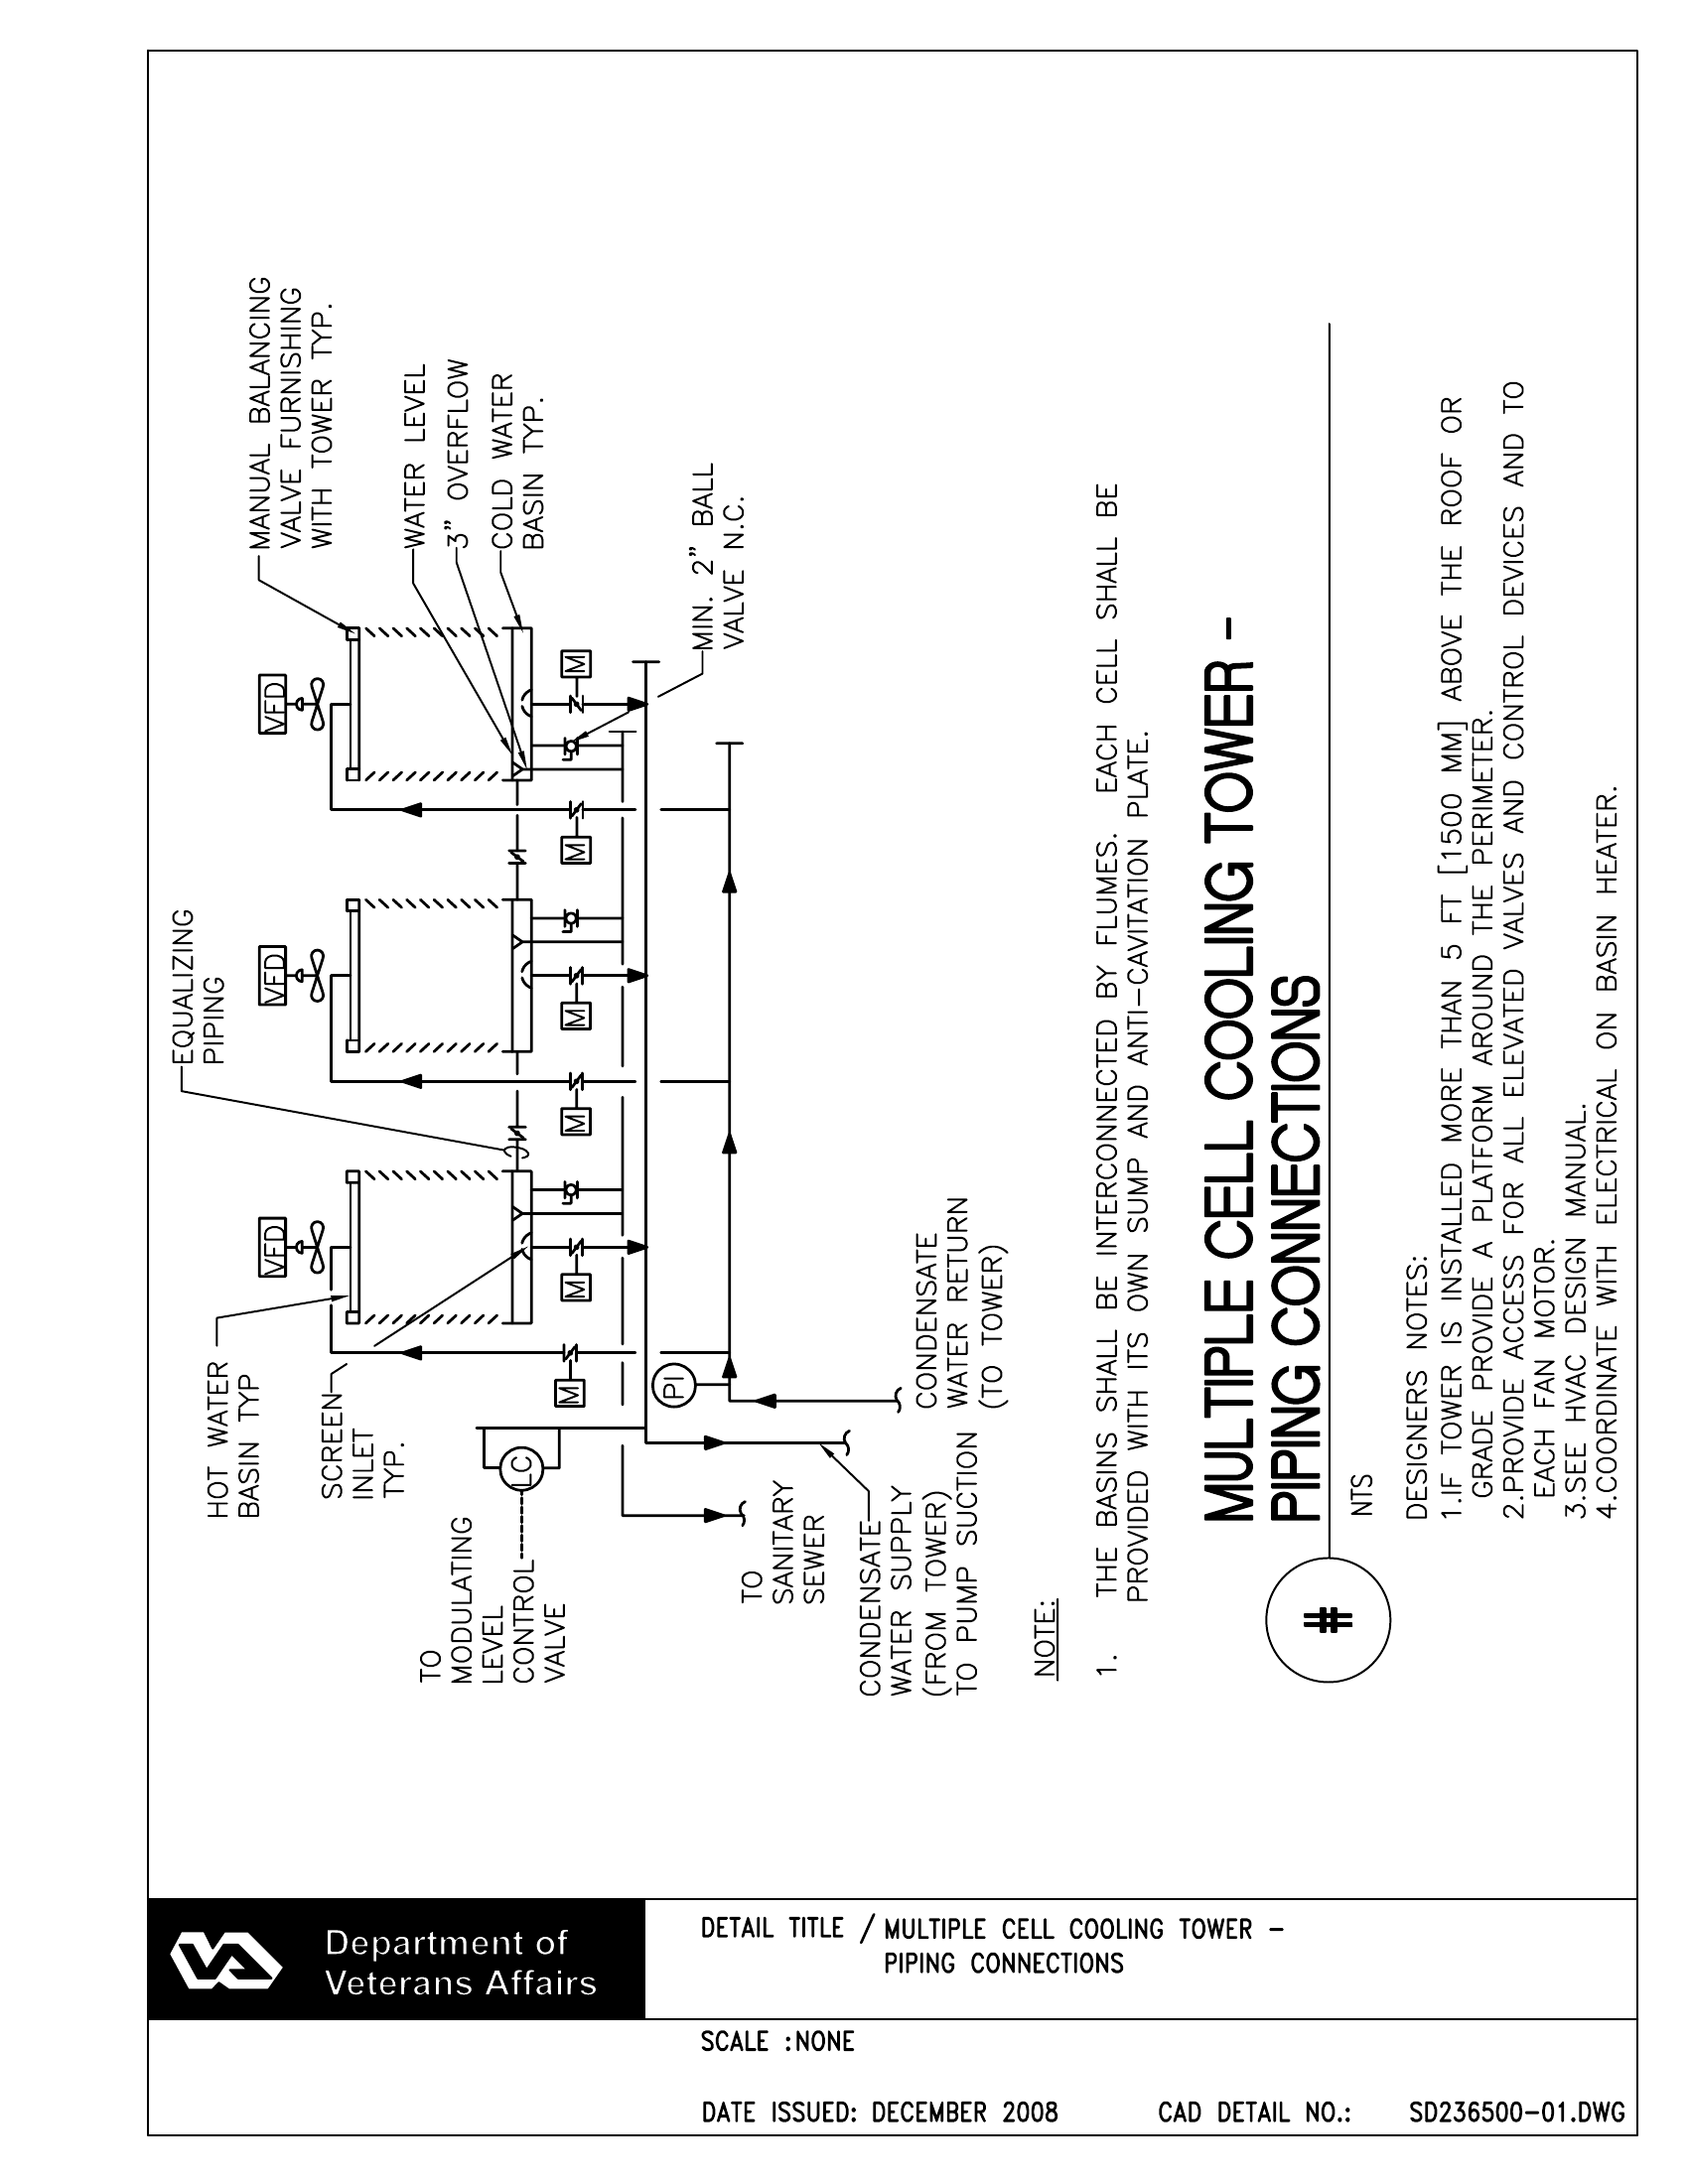 EQUALIZING
PIPING
HOT WATER
BASIN TYP
SCREEN
INLET
TYP.
VFD
VFD
VFD
MANUAL BALANCING
VALVE FURNISHING
WITH TOWER TYP.
WATER LEVEL
3" OVERFLOW
COLD WATER
BASIN TYP.
MIN. 2" BALL
VALVE N.C.
M
M
M
M
M
M
LC
PI
TO
MODULATING
LEVEL
CONTROL
VALVE
TO
SANITARY
SEWER
CONDENSATE
WATER SUPPLY
(FROM TOWER)
TO PUMP SUCTION
CONDENSATE
WATER RETURN
(TO TOWER)
NOTE:
1. THE BASINS SHALL BE INTERCONNECTED BY FLUMES. EACH CELL SHALL BE
PROVIDED WITH ITS OWN SUMP AND ANTI-CAVITATION PLATE.
MULTIPLE CELL COOLING TOWER -
PIPING CONNECTIONS
#
NTS
DESIGNERS NOTES:
1.IF TOWER IS INSTALLED MORE THAN 5 FT [1500 MM] ABOVE THE ROOF OR
GRADE PROVIDE A PLATFORM AROUND THE PERIMETER.
2.PROVIDE ACCESS FOR ALL ELEVATED VALVES AND CONTROL DEVICES AND TO
EACH FAN MOTOR.
3.SEE HVAC DESIGN MANUAL.
4.COORDINATE WITH ELECTRICAL ON BASIN HEATER.
Department of
Veterans Affairs
DETAIL TITLE / MULTIPLE CELL COOLING TOWER -
PIPING CONNECTIONS
SCALE :NONE
DATE ISSUED: DECEMBER 2008 CAD DETAIL NO.: SD236500-01.DWG